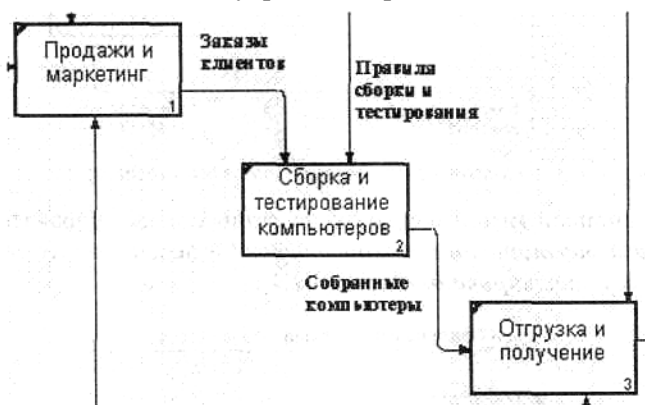 Продажи и
маркетинг
1
Заказы
клиентов
Правила
сборки и
тестирования
Сборка и
тестирование
компьютеров
2
Собранные
компьютеры
Отгрузка и
получение
3